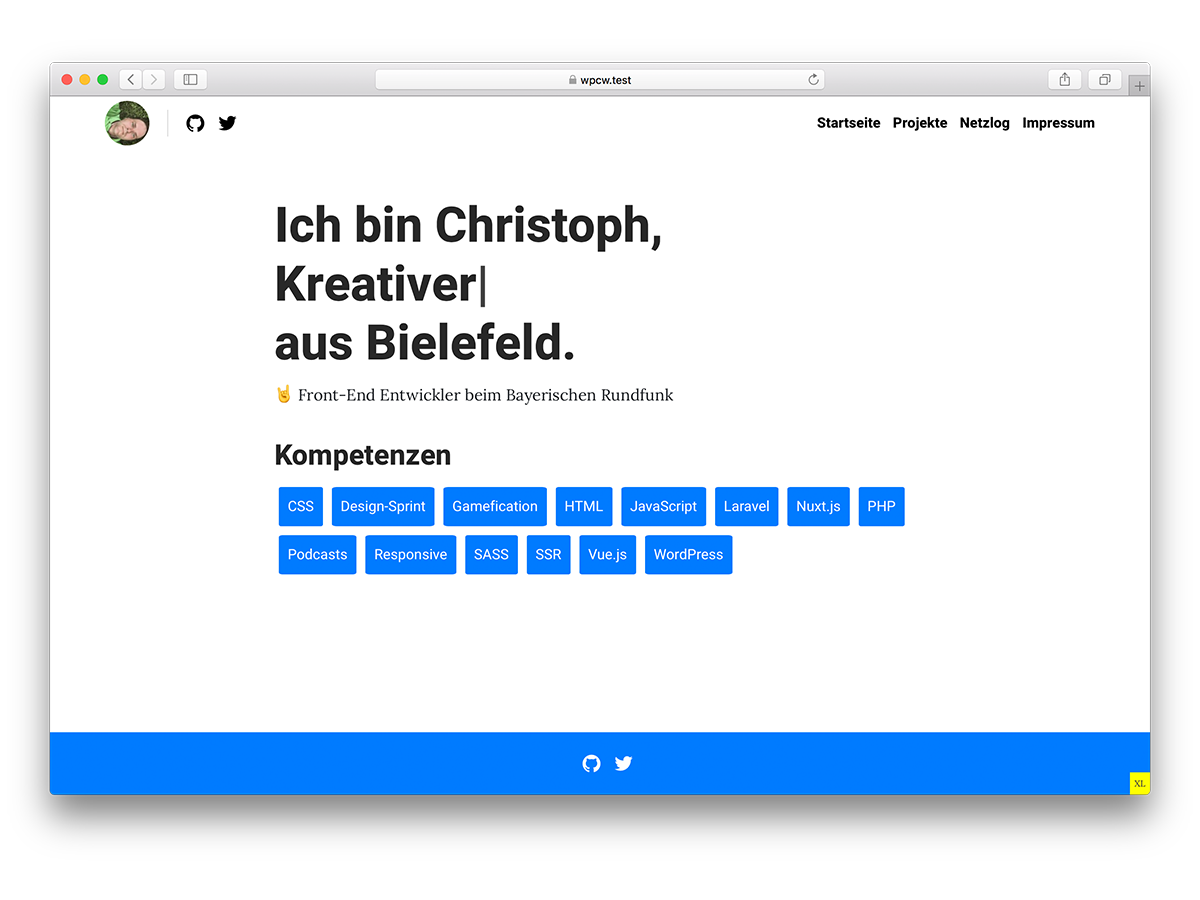 wpcw.test
Startseite Projekte Netzlog Impressum
Ich bin Christoph,
Kreativer|
aus Bielefeld.
🤘 Front-End Entwickler beim Bayerischen Rundfunk
Kompetenzen
CSS Design-Sprint Gamefication HTML JavaScript Laravel Nuxt.js PHP
Podcasts Responsive SASS SSR Vue.js WordPress
XL